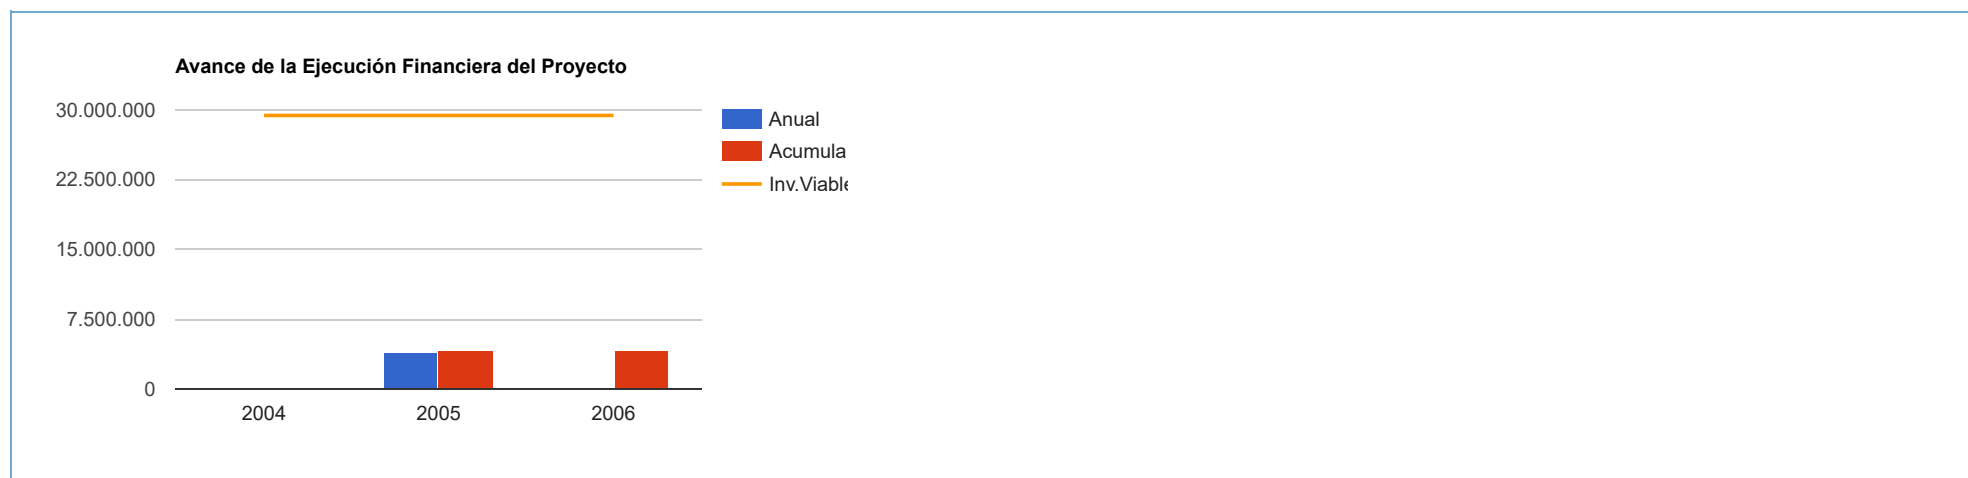 Avance de la Ejecución Financiera del Proyecto
30.000.000
22.500.000
15.000.000
7.500.000
0
2004 2005 2006
Anual
Acumula
Inv.Viable